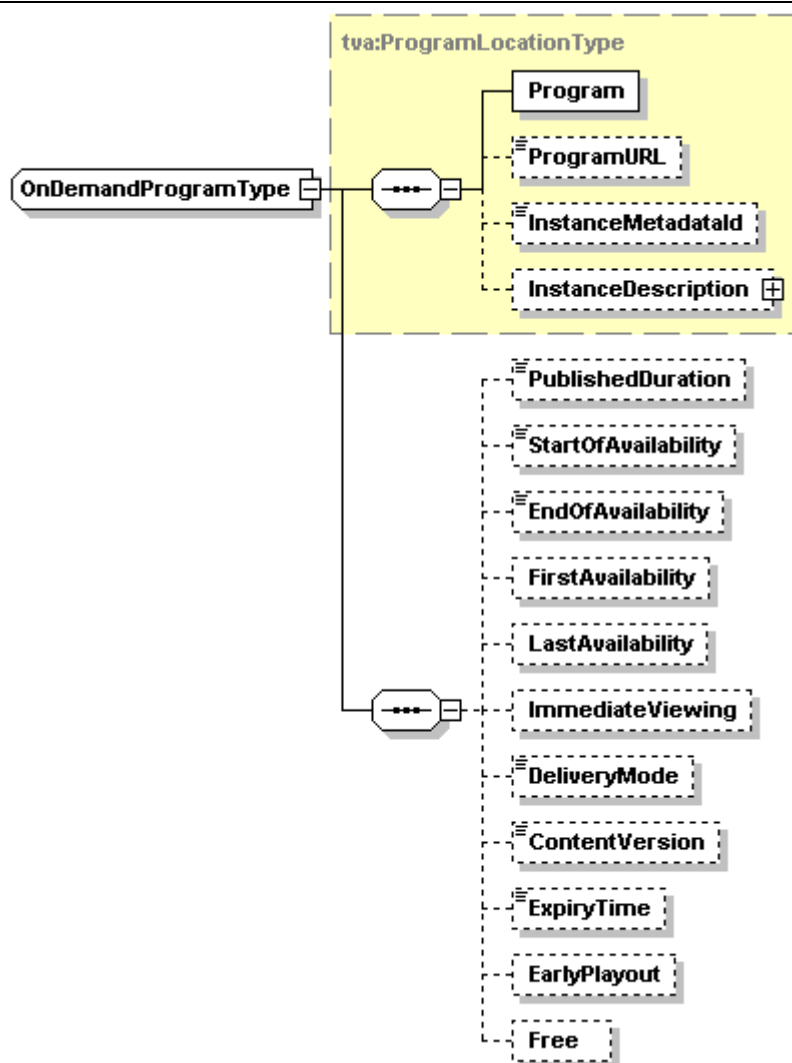 tva:ProgramLocationType
Program
ProgramURL
OnDemandProgramType
InstanceMetadataId
InstanceDescription
PublishedDuration
StartOfAvailability
EndOfAvailability
FirstAvailability
LastAvailability
ImmediateViewing
DeliveryMode
ContentVersion
ExpiryTime
EarlyPlayout
Free